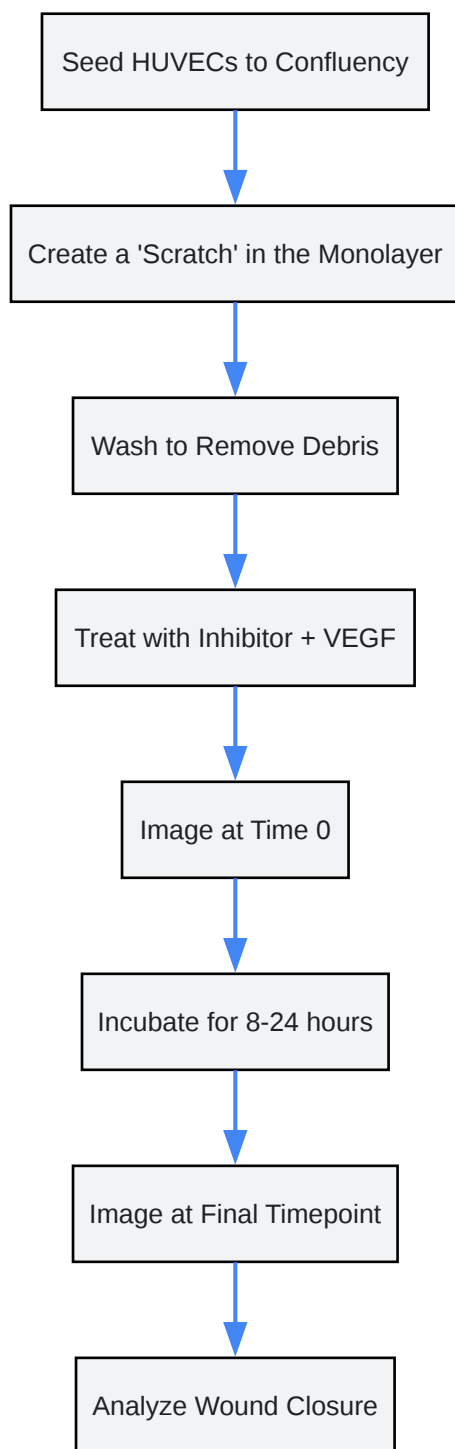 Seed HUVECs to Confluency
Create a 'Scratch' in the Monolayer
Wash to Remove Debris
Treat with Inhibitor + VEGF
Image at Time 0
Incubate for 8-24 hours
Image at Final Timepoint
Analyze Wound Closure